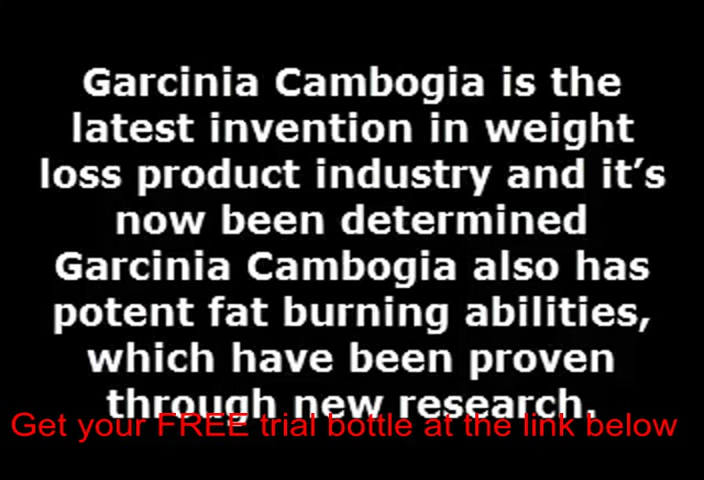 Garcinia Cambogia is the
latest invention in weight
loss product industry and it’s
now been determined
Garcinia Cambogia also has
potent fat burning abilities,
which have been proven
through new research.
Get your FREE trial bottle at the link below